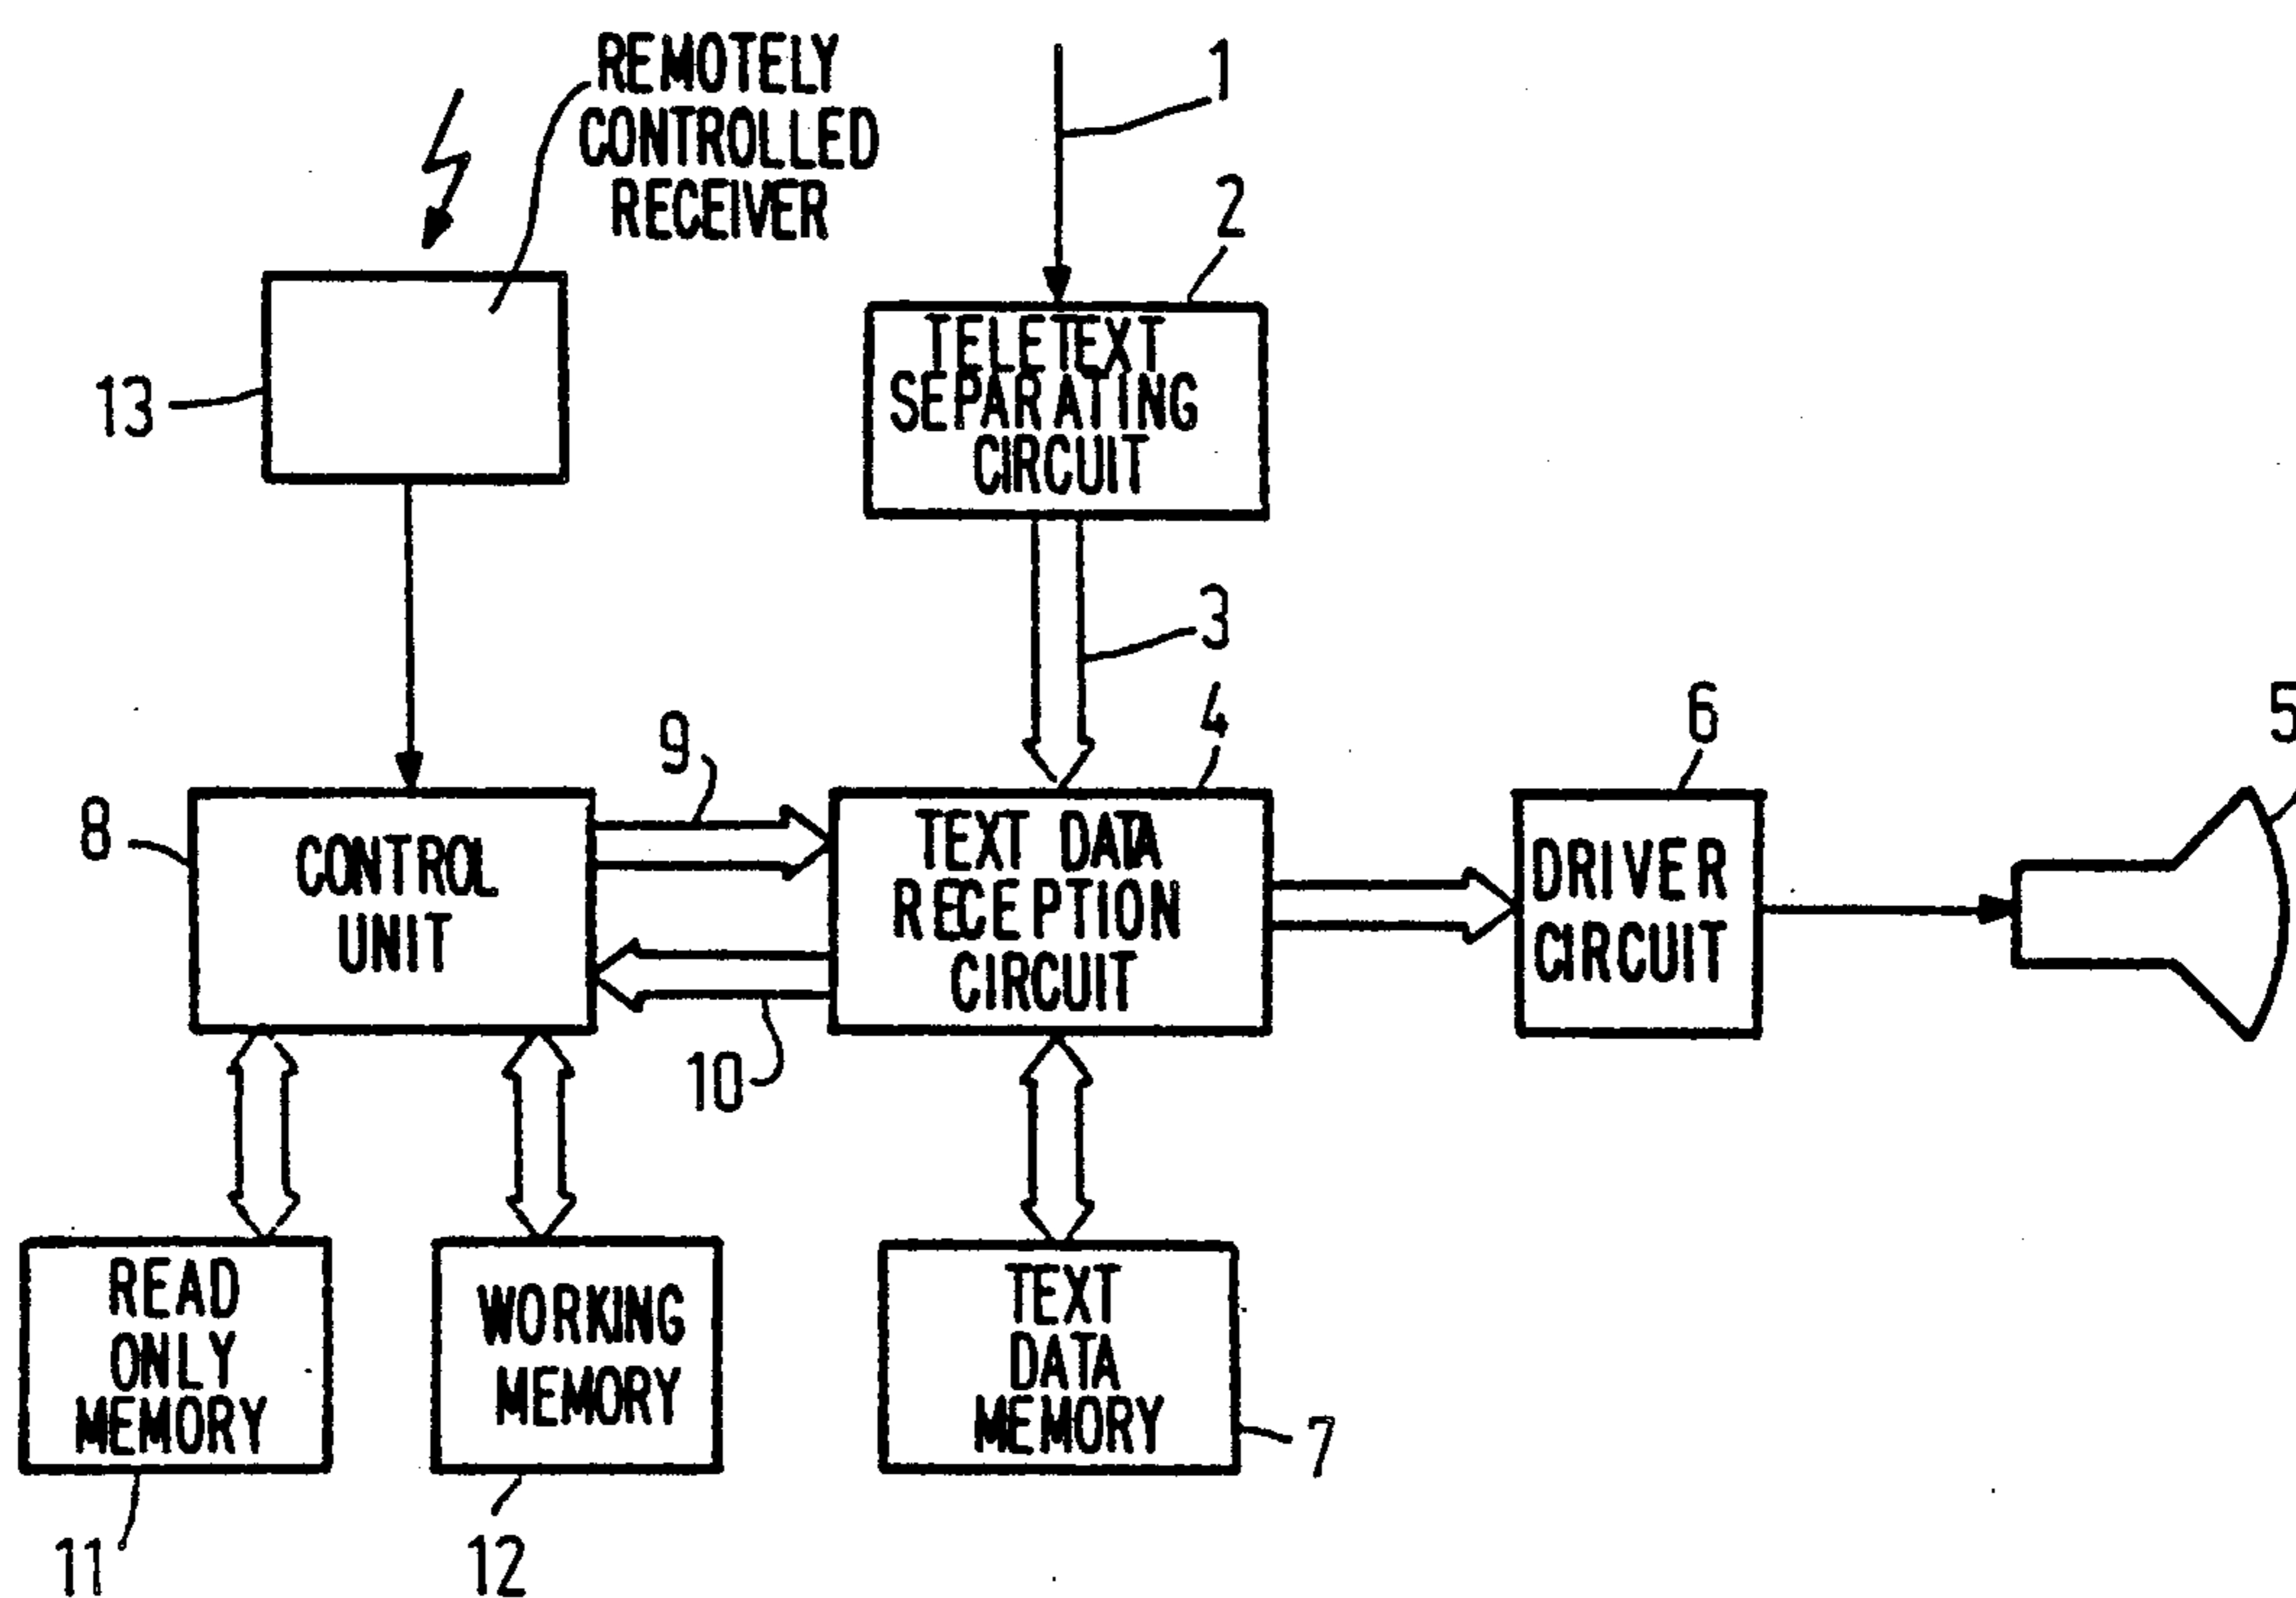 REMOTELY
CONTROLLED
RECEIVER
1
2
TELETEXT
SEPARATING
CIRCUIT
13
3
4
6
5
9
8
CONTROL
UNIT
TEXT DATA
RECEPTION
CIRCUIT
DRIVER
CIRCUIT
10
READ
ONLY
MEMORY
WORKING
MEMORY
TEXT
DATA
MEMORY
7
11
12